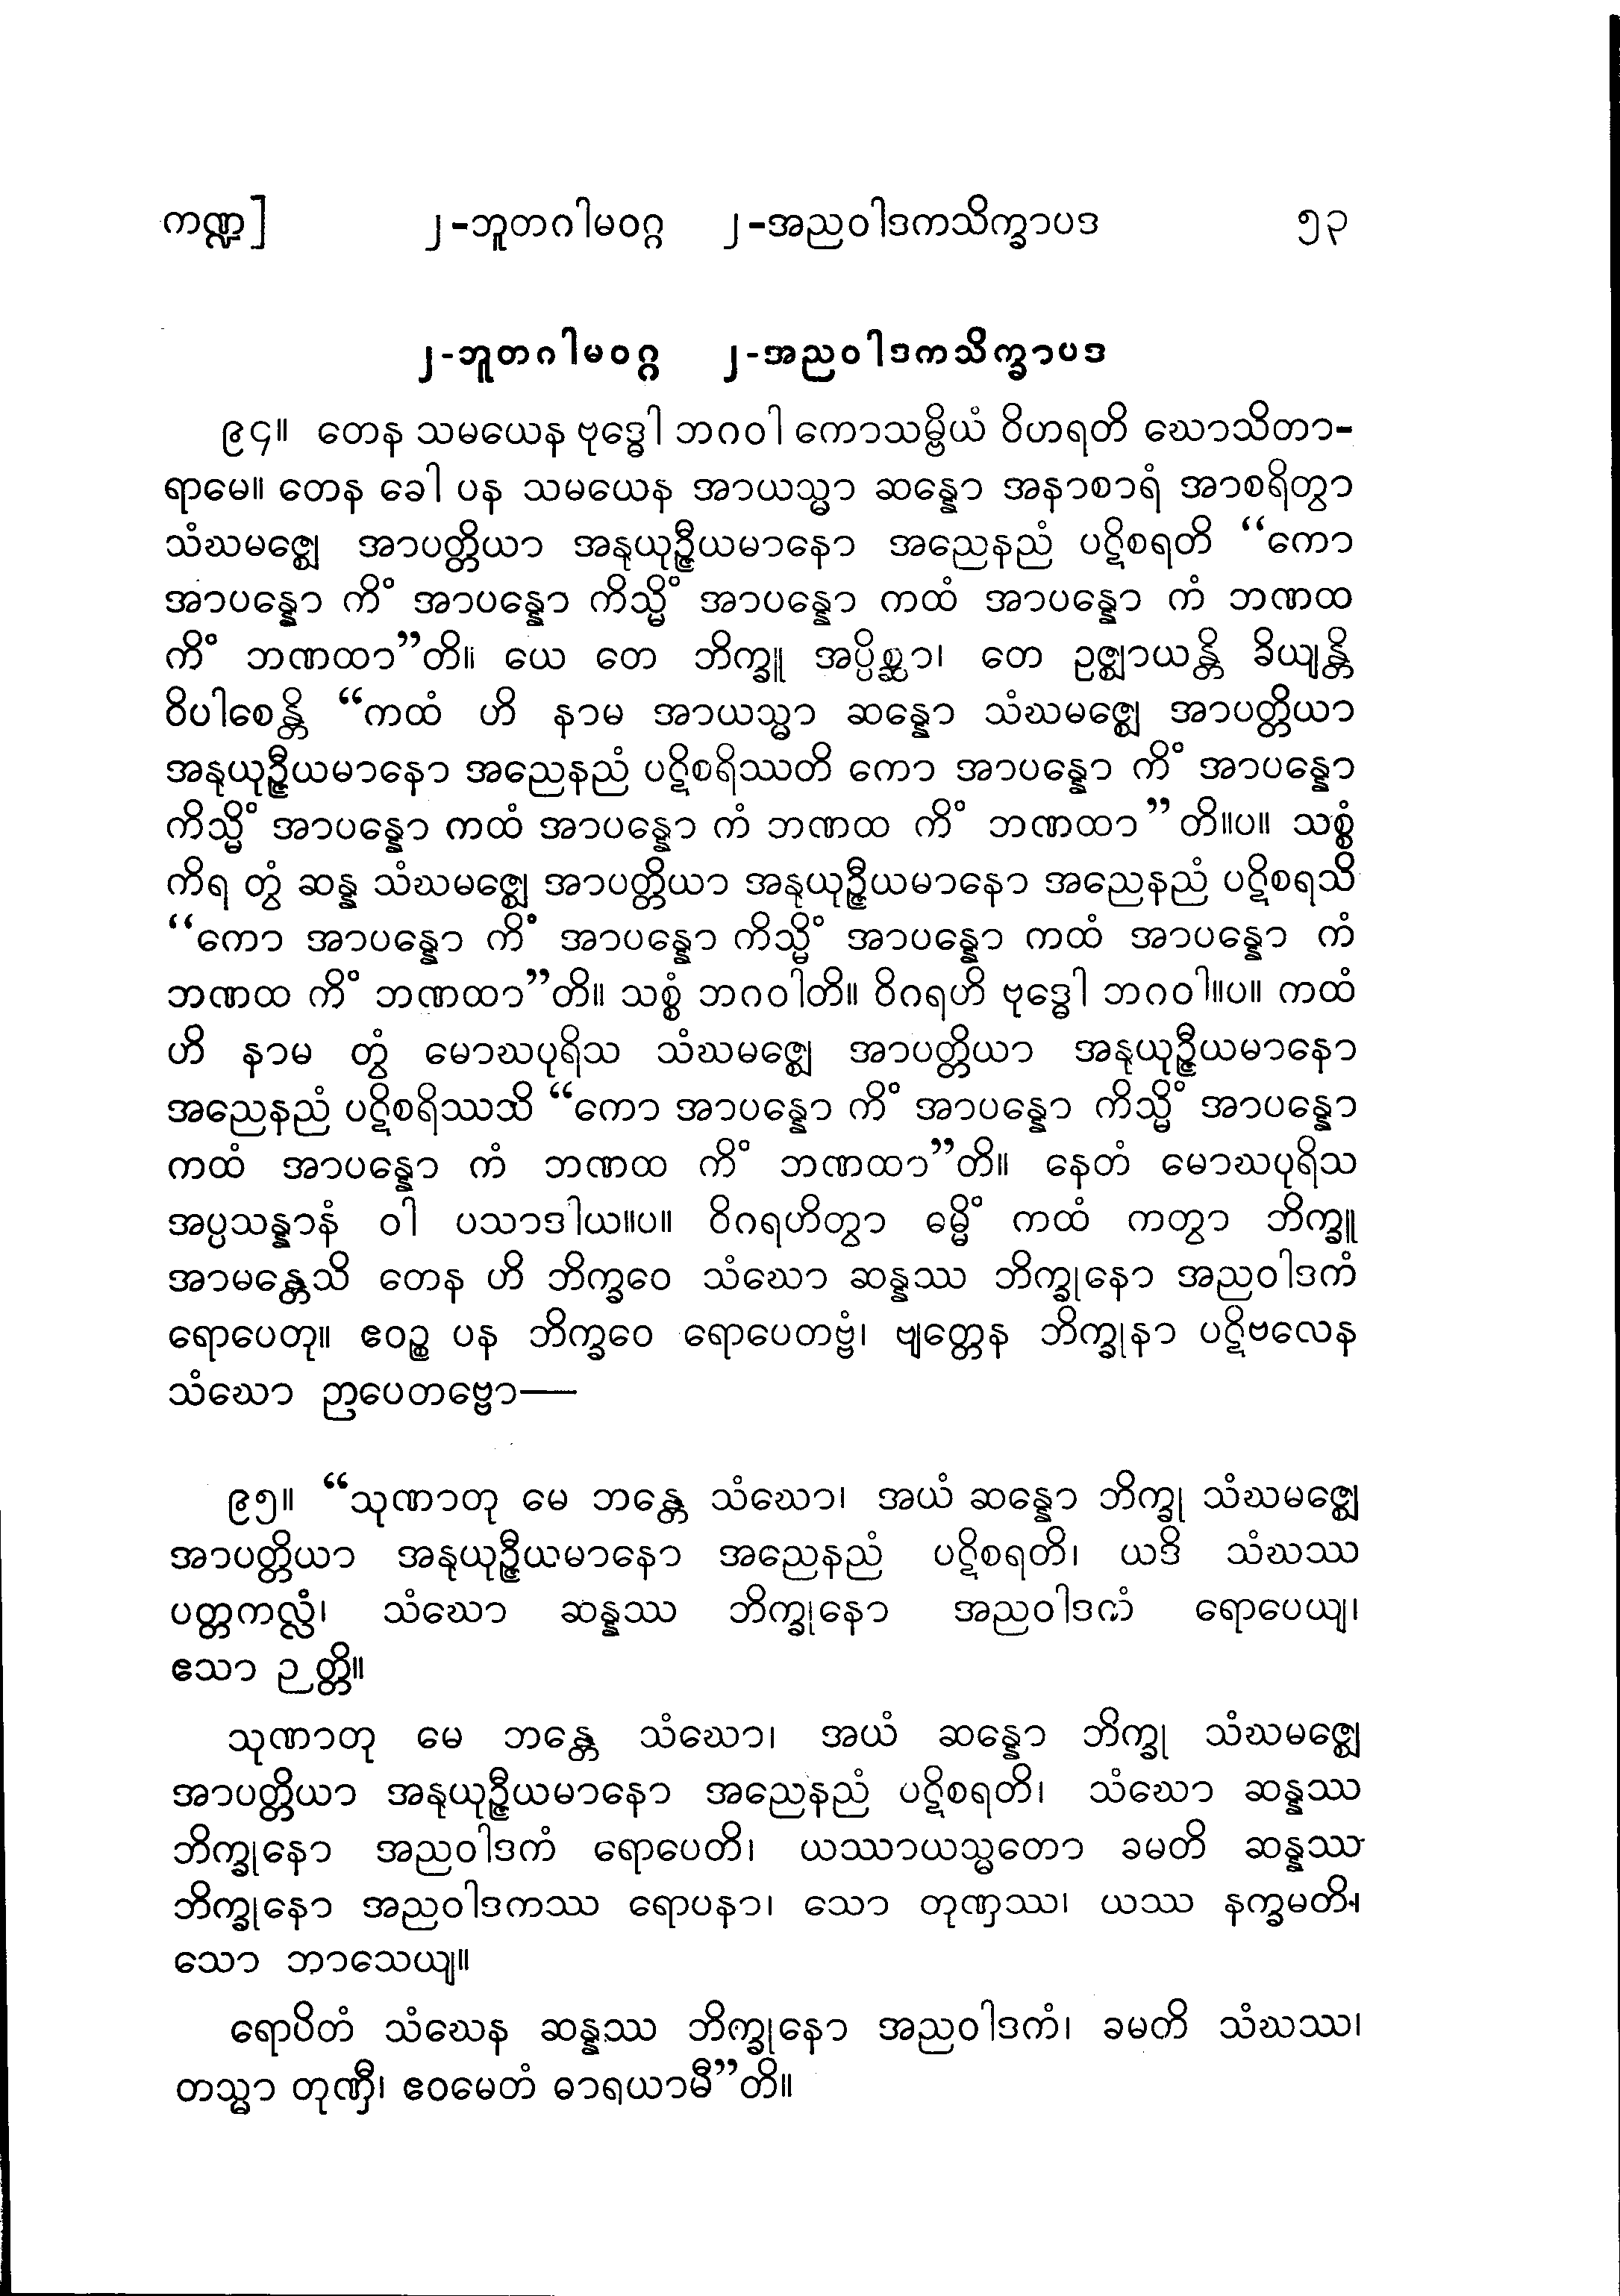 ကဏ္ဍ] ၂-ဘူတဂါမဝဂ္ဂ ၂-အညဝါဒကသိက္ခာပဒ ၅၃
၂-ဘူတဂါမဝဂ္ဂ ၂-အညဝါဒကသိက္ခာပဒ
၉၄။ တေန သမယေန ဗုဒ္ဓေါ ဘဂဝါ ကောသမ္ဗိယံ ဝိဟရတိ ဃောသိတာ-
ရာမေ။ တေန ခေါ ပန သမယေန အာယသ္မာ ဆန္နော အနာစာရံ အာစရိတွာ
သံဃမဇ္ဈေ အာပတ္တိယာ အနုယုဉ္ဇီယမာနော အညေနညံ ပဋိစရတိ “ကော
အာပန္နော ကိံ အာပန္နော ကိသ္မိံ အာပန္နော ကထံ အာပန္နော ကံ ဘဏထ
ကိံ ဘဏထာ”တိ။ ယေ တေ ဘိက္ခူ အပ္ပိစ္ဆာ၊ တေ ဥဇ္ဈာယန္တိ ခိယျန္တိ
ဝိပါစေန္တိ “ကထံ ဟိ နာမ အာယသ္မာ ဆန္နော သံဃမဇ္ဈေ အာပတ္တိယာ
အနုယုဉ္ဇီယမာနော အညေနညံ ပဋိစရိဿတိ ကော အာပန္နော ကိံ အာပန္နော
ကိသ္မိံ အာပန္နော ကထံ အာပန္နော ကံ ဘဏထ ကိံ ဘဏထာ”တိ။ပ။ သစ္စံ
ကိရ တွံ ဆန္န သံဃမဇ္ဈေ အာပတ္တိယာ အနုယုဉ္ဇီယမာနော အညေနညံ ပဋိစရသိ
“ကော အာပန္နော ကိံ အာပန္နော ကိသ္မိံ အာပန္နော ကထံ အာပန္နော ကံ
ဘဏထ ကိံ ဘဏထာ”တိ။ သစ္စံ ဘဂဝါတိ။ ဝိဂရဟိ ဗုဒ္ဓေါ ဘဂဝါ။ပ။ ကထံ
ဟိ နာမ တွံ မောဃပုရိသ သံဃမဇ္ဈေ အာပတ္တိယာ အနုယုဉ္ဇီယမာနော
အညေနညံ ပဋိစရိဿသိ “ကော အာပန္နော ကိံ အာပန္နော ကိသ္မိံ အာပန္နော
ကထံ အာပန္နော ကံ ဘဏထ ကိံ ဘဏထာ”တိ။ နေတံ မောဃပုရိသ
အပ္ပသန္နာနံ ဝါ ပသာဒါယ။ပ။ ဝိဂရဟိတွာ ဓမ္မိံ ကထံ ကတွာ ဘိက္ခူ
အာမန္တေသိ တေန ဟိ ဘိက္ခဝေ သံဃော ဆန္နဿ ဘိက္ခုနော အညဝါဒကံ
ရောပေတု။ ဧဝဉ္စ ပန ဘိက္ခဝေ ရောပေတဗ္ဗံ၊ ဗျတ္တေန ဘိက္ခုနာ ပဋိဗလေန
သံဃော ဉာပေတဗ္ဗော—
၉၅။ “သုဏာတု မေ ဘန္တေ သံဃော၊ အယံ ဆန္နော ဘိက္ခု သံဃမဇ္ဈေ
အာပတ္တိယာ အနုယုဉ္ဇီယမာနော အညေနညံ ပဋိစရတိ၊ ယဒိ သံဃဿ
ပတ္တကလ္လံ၊ သံဃော ဆန္နဿ ဘိက္ခုနော အညဝါဒကံ ရောပေယျ၊
ဧသာ ဉတ္တိ။
သုဏာတု မေ ဘန္တေ သံဃော၊ အယံ ဆန္နော ဘိက္ခု သံဃမဇ္ဈေ
အာပတ္တိယာ အနုယုဉ္ဇီယမာနော အညေနညံ ပဋိစရတိ၊ သံဃော ဆန္နဿ
ဘိက္ခုနော အညဝါဒကံ ရောပေတိ၊ ယဿာယသ္မတော ခမတိ ဆန္နဿ
ဘိက္ခုနော အညဝါဒကဿ ရောပနာ၊ သော တုဏှဿ၊ ယဿ နက္ခမတိ၊
သော ဘာသေယျ။
ရောပိတံ သံဃေန ဆန္နဿ ဘိက္ခုနော အညဝါဒကံ၊ ခမတိ သံဃဿ၊
တသ္မာ တုဏှီ၊ ဧဝမေတံ ဓာရယာမီ”တိ။